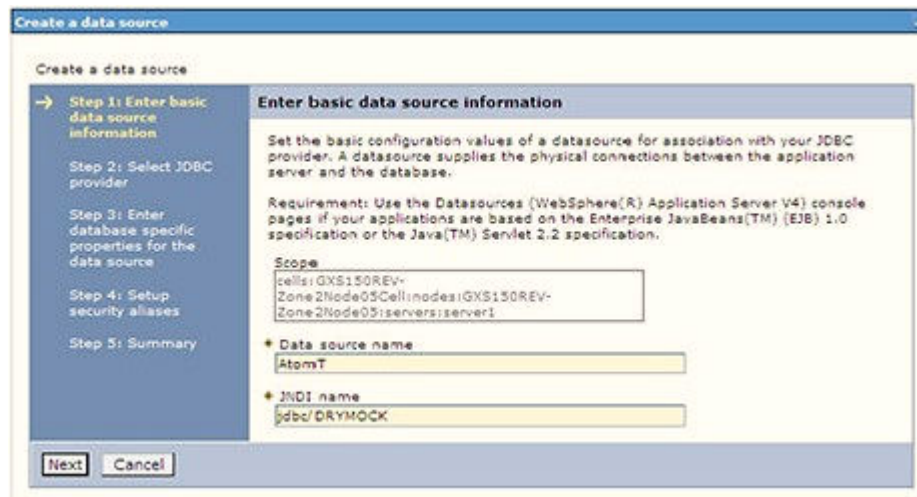 Create a data source
Create a data source
Step 1: Enter basic
data source
information
Step 2: Select JDBC
provider
Step 3: Enter
database specific
properties for the
data source
Step 4: Setup
security aliases
Step 5: Summary
Enter basic data source information
Set the basic configuration values of a datasource for association with your JDBC
provider. A datasource supplies the physical connections between the application
server and the database.
Requirement: Use the Datasources (WebSphere(R) Application Server V4) console
pages if your applications are based on the Enterprise JavaBeans(TM) (EJB) 1.0
specification or the Java(TM) Servlet 2.2 specification.
Scope
cells:GXS150REV-
Zone2Node05Cell:nodes:GXS150REV-
Zone2Node05:servers:server1
Data source name
AtomT
JNDI name
jdbc/DRYMOCK
Next Cancel